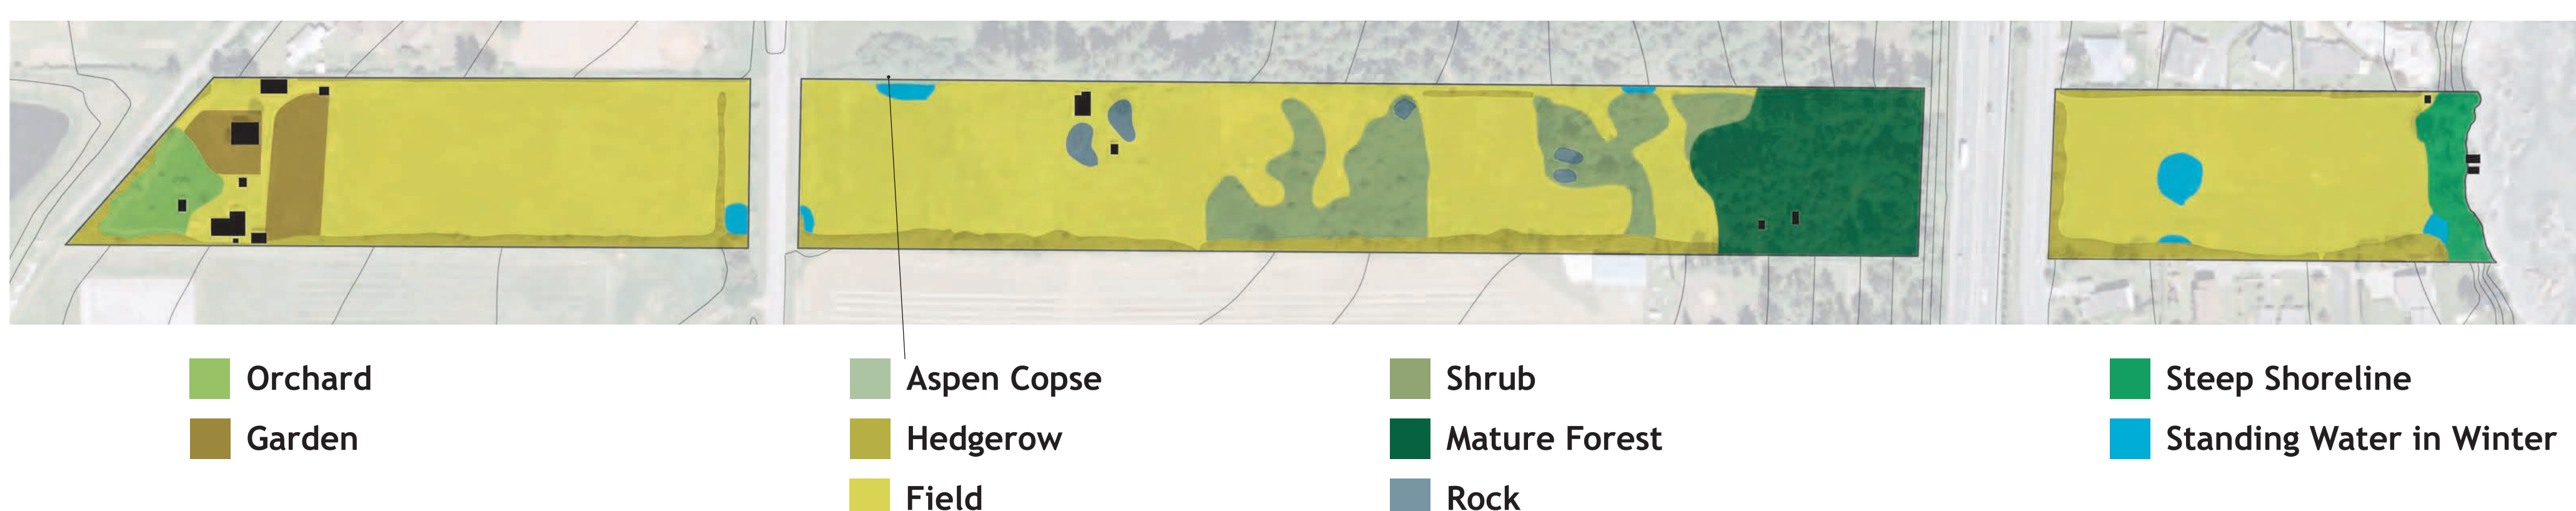 Orchard
Garden
Aspen Copse
Hedgerow
Field
Shrub
Mature Forest
Rock
Steep Shoreline
Standing Water in Winter